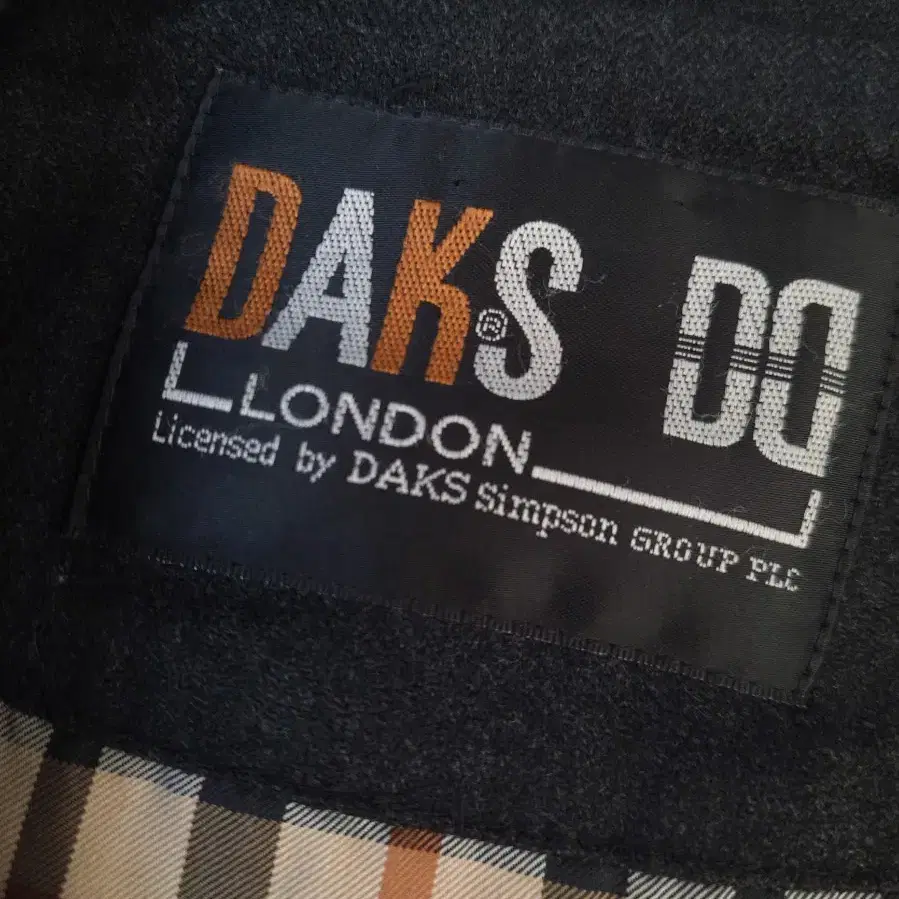 DAKS® DD
LONDON
Licensed by DAKS Simpson GROUP PLC